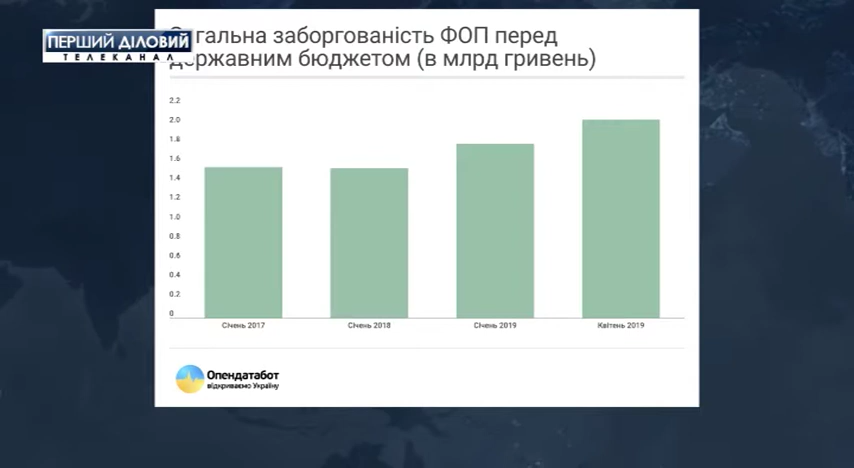 ПЕРШИЙ ДІЛОВИЙ
ТЕЛЕКАНАЛ
гальна заборгованість ФОП перед
державним бюджетом (в млрд гривень)
2.2
2.0
1.8
1.6
1.4
1.2
1.0
0.8
0.6
0.4
0.2
0
Січень 2017
Січень 2018
Січень 2019
Квітень 2019
Опендатабот
відкриваємо Україну